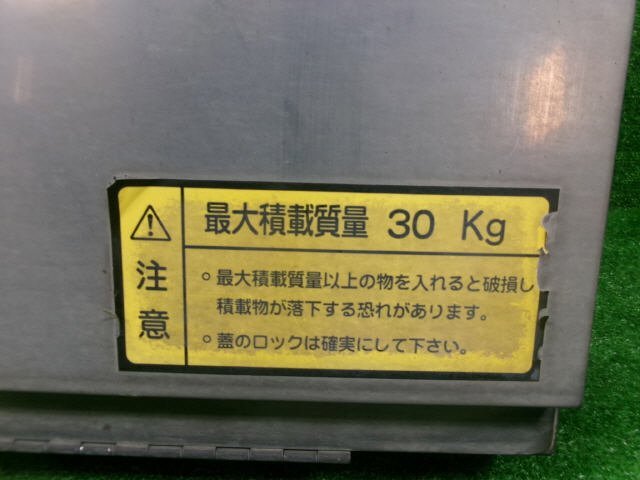 注意
最大積載質量 30 Kg
○最大積載質量以上の物を入れると破損し
積載物が落下する恐れがあります。
○蓋のロックは確実にして下さい。